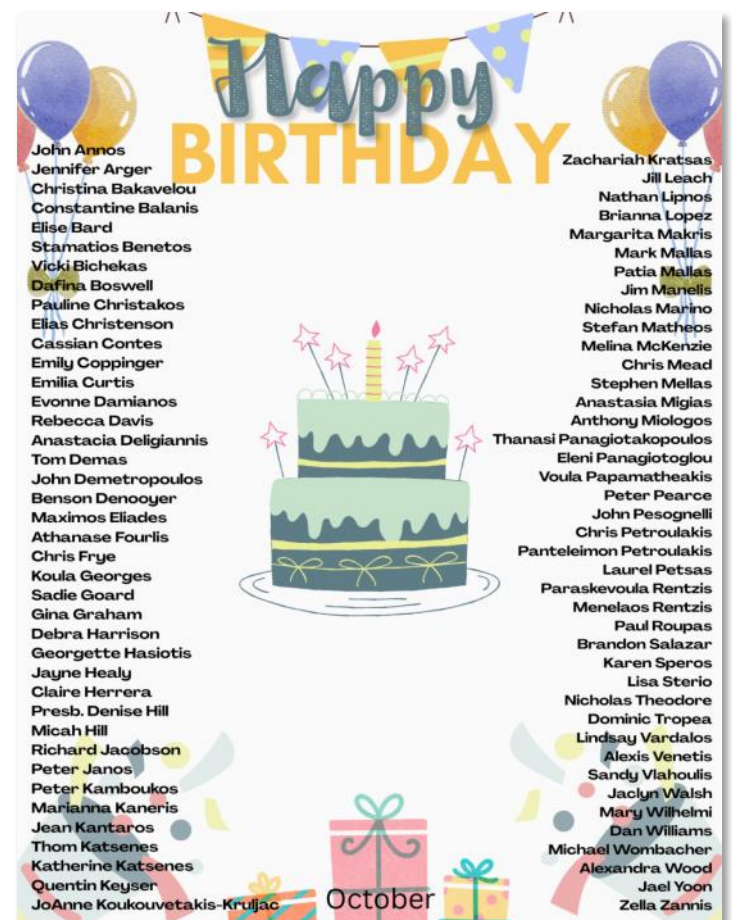 Happy
BIRTHDAY
John Annos
Jennifer Arger
Christina Bakavelou
Constantine Balanis
Elise Bard
Stamatios Benetos
Vicki Bichekas
Dafina Boswell
Pauline Christakos
Elias Christenson
Cassian Contes
Emily Coppinger
Emilia Curtis
Evonne Damianos
Rebecca Davis
Anastacia Deligiannis
Tom Demas
John Demetropoulos
Benson Denooyer
Maximos Eliades
Athanase Fourlis
Chris Frye
Koula Georges
Sadie Goard
Gina Graham
Debra Harrison
Georgette Hasiotis
Jayne Healy
Claire Herrera
Presb. Denise Hill
Micah Hill
Richard Jacobson
Peter Janos
Peter Kamboukos
Marianna Kaneris
Jean Kantaros
Thom Katsenes
Katherine Katsenes
Quentin Keyser
JoAnne Koukouvetakis-Kruljac
Zachariah Kratsas
Jill Leach
Nathan Lipnos
Brianna Lopez
Margarita Makris
Mark Mallas
Patia Mallas
Jim Manelis
Nicholas Marino
Stefan Matheos
Melina McKenzie
Chris Mead
Stephen Mellas
Anastasia Migias
Anthony Miologos
Thanasi Panagiotakopoulos
Eleni Panagiotoglou
Voula Papamatheakis
Peter Pearce
John Pesognelli
Chris Petroulakis
Panteleimon Petroulakis
Laurel Petsas
Paraskevoula Rentzis
Menelaos Rentzis
Paul Roupas
Brandon Salazar
Karen Speros
Lisa Sterio
Nicholas Theodore
Dominic Tropea
Lindsay Vardalos
Alexis Venetis
Sandy Vlahoulis
Jaclyn Walsh
Mary Wilhelmi
Dan Williams
Michael Wombacher
Alexandra Wood
Jael Yoon
Zella Zannis
October